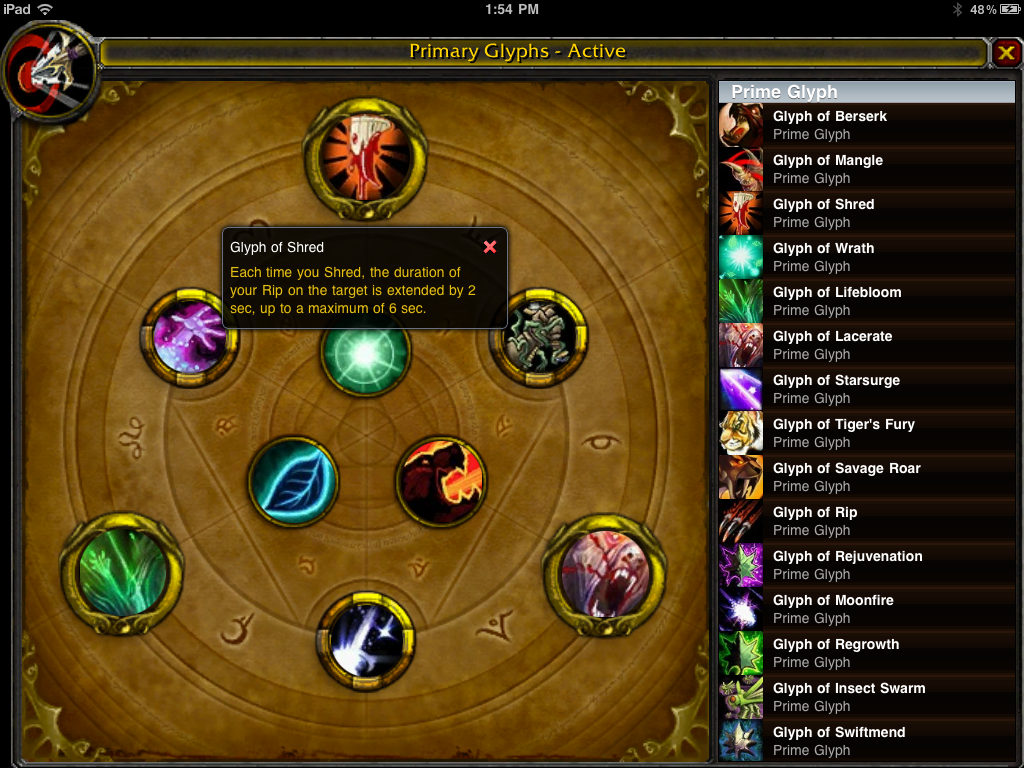 iPad
1:54 PM
48%
Primary Glyphs - Active
Glyph of Shred
Each time you Shred, the duration of
your Rip on the target is extended by 2
sec, up to a maximum of 6 sec.
Prime Glyph
Glyph of Berserk
Prime Glyph
Glyph of Mangle
Prime Glyph
Glyph of Shred
Prime Glyph
Glyph of Wrath
Prime Glyph
Glyph of Lifebloom
Prime Glyph
Glyph of Lacerate
Prime Glyph
Glyph of Starsurge
Prime Glyph
Glyph of Tiger's Fury
Prime Glyph
Glyph of Savage Roar
Prime Glyph
Glyph of Rip
Prime Glyph
Glyph of Rejuvenation
Prime Glyph
Glyph of Moonfire
Prime Glyph
Glyph of Regrowth
Prime Glyph
Glyph of Insect Swarm
Prime Glyph
Glyph of Swiftmend
Prime Glyph